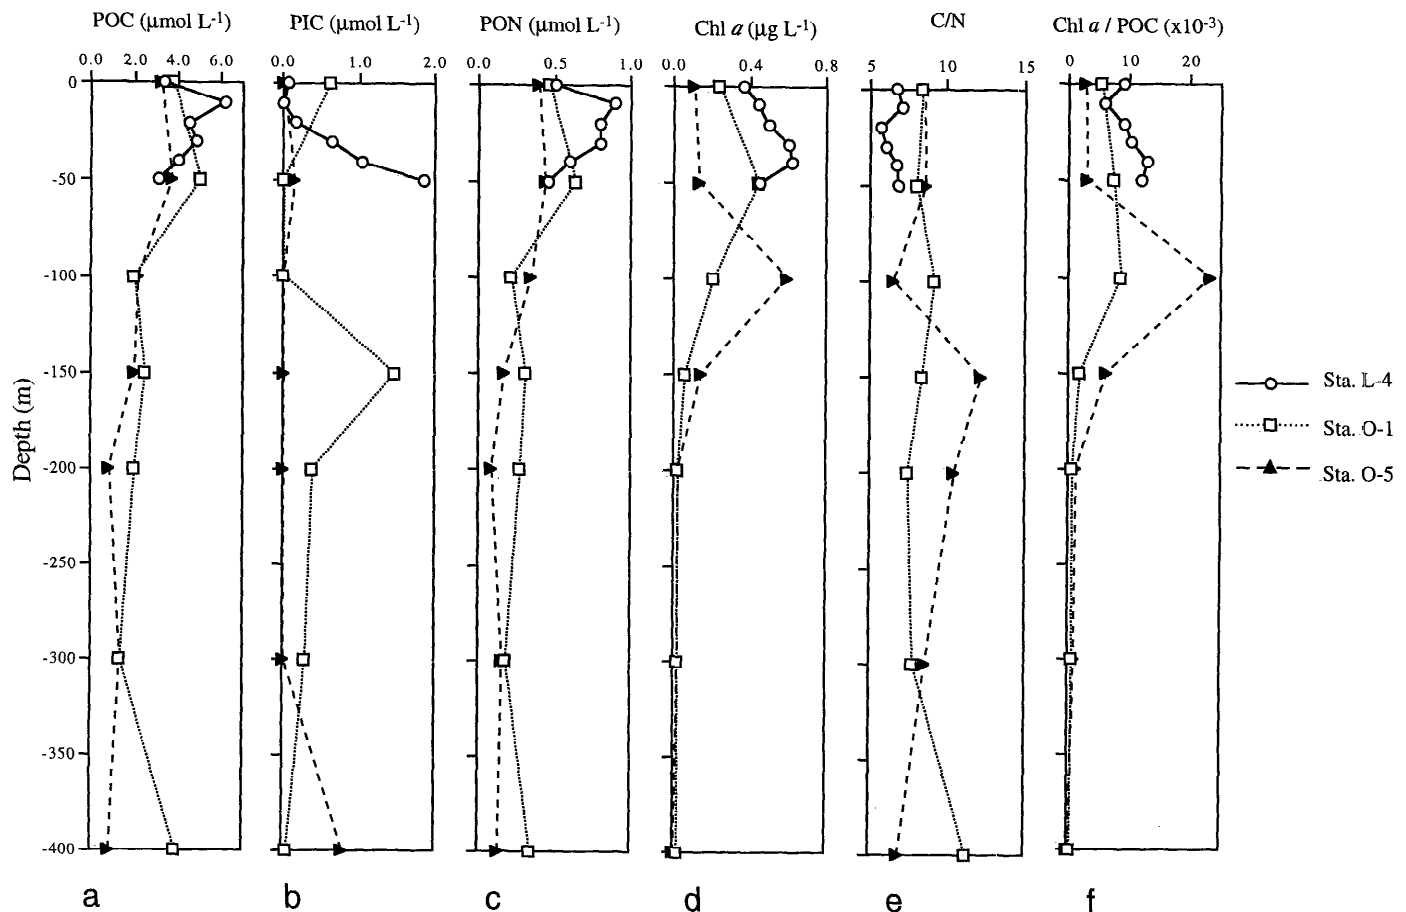 POC (μmol L-1) PIC (μmol L-1) PON (μmol L-1) Chl a (μg L-1) C/N Chl a / POC (x10-3)
0.0 2.0 4.0 6.0 0.0 1.0 2.0 0.0 0.5 1.0 0.0 0.4 0.8 5 10 15 0 10 20
0
-50
-100
-150
-200
-250
-300
-350
-400
Depth (m)
Sta. L-4
Sta. O-1
Sta. O-5
a b c d e f